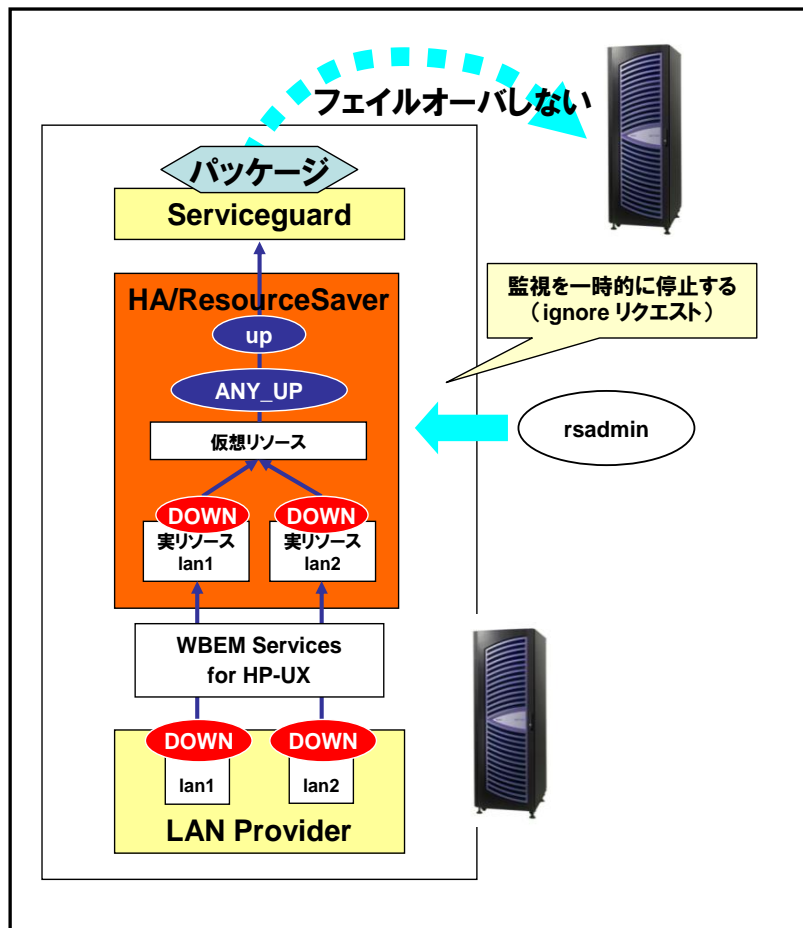 フェイルオーバしない
パッケージ
Serviceguard
HA/ResourceSaver
監視を一時的に停止する
（ignore リクエスト）
up
ANY_UP
rsadmin
仮想リソース
DOWN
DOWN
実リソース
lan1
実リソース
lan2
WBEM Services
for HP-UX
DOWN
DOWN
lan1
lan2
LAN Provider